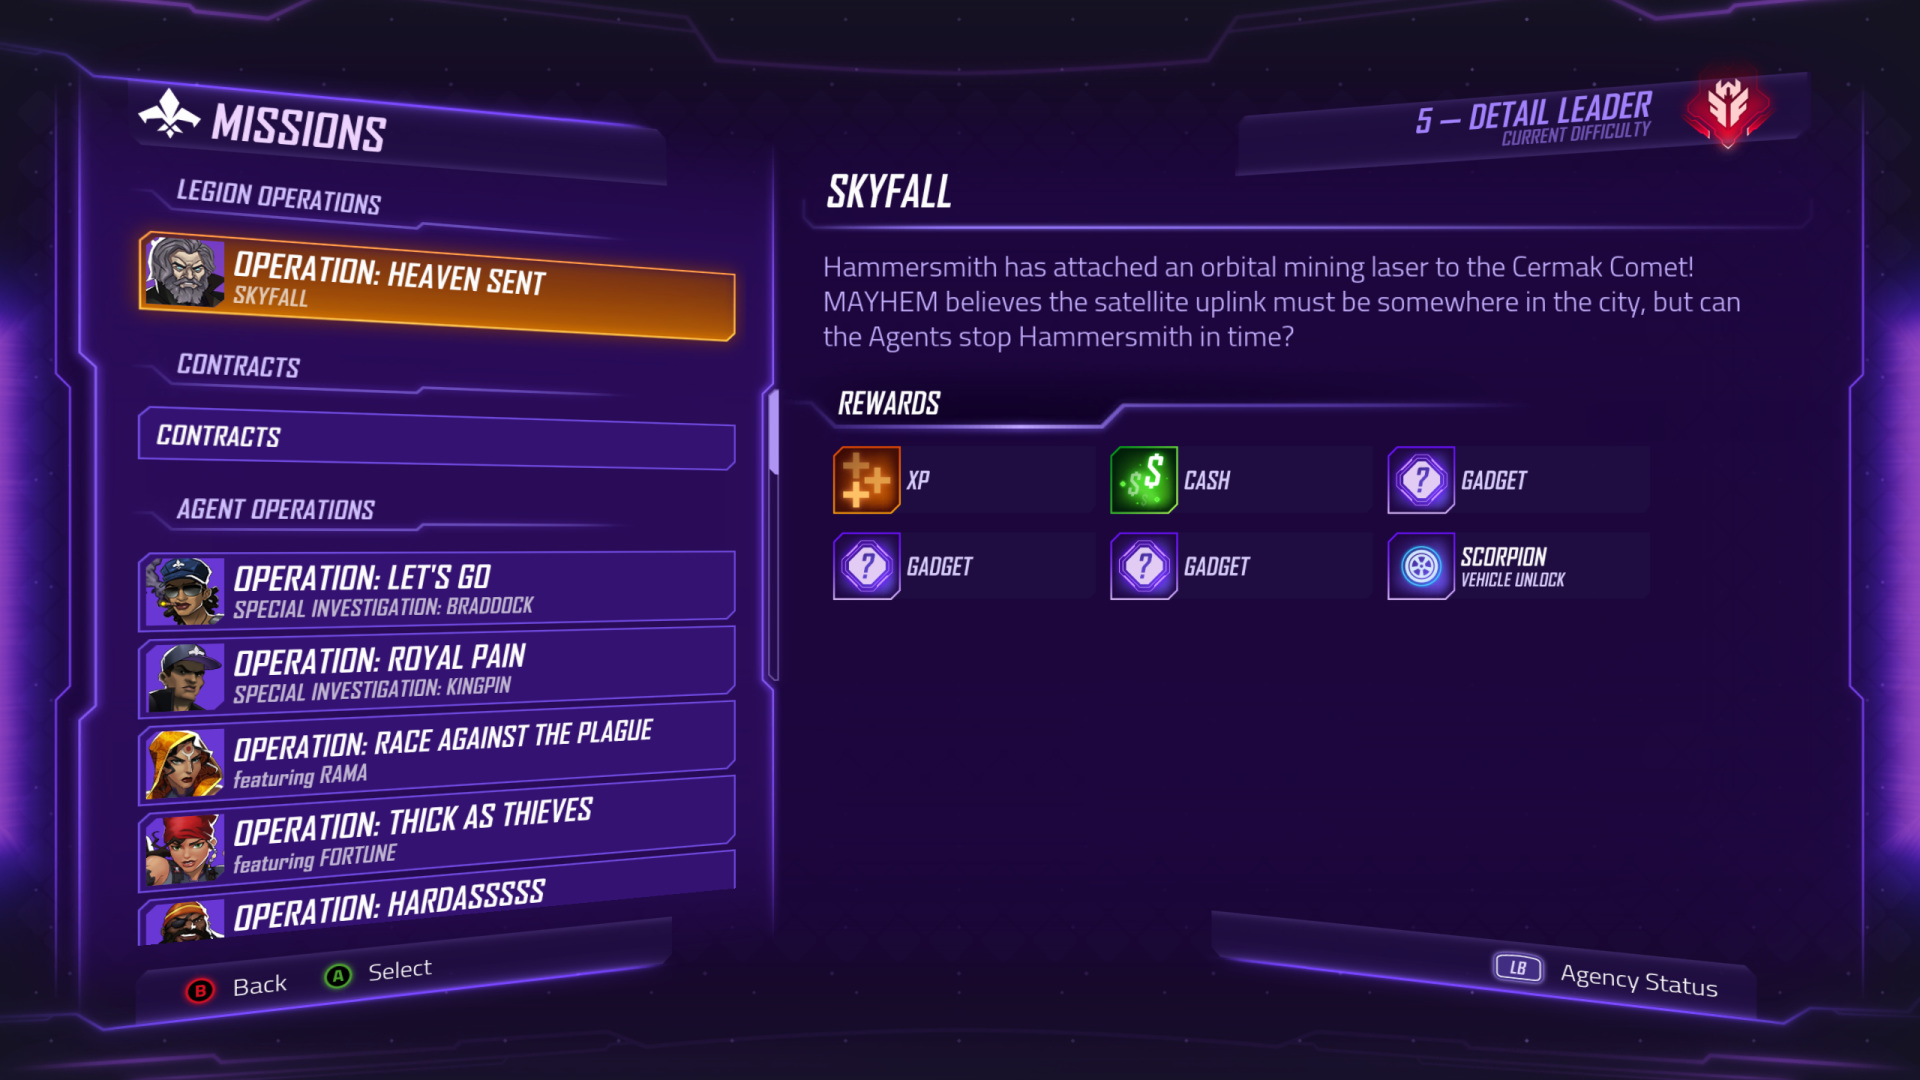 MISSIONS
5 – DETAIL LEADER
CURRENT DIFFICULTY
LEGION OPERATIONS
OPERATION: HEAVEN SENT
SKYFALL
CONTRACTS
CONTRACTS
AGENT OPERATIONS
OPERATION: LET'S GO
SPECIAL INVESTIGATION: BRADDOCK
OPERATION: ROYAL PAIN
SPECIAL INVESTIGATION: KINGPIN
OPERATION: RACE AGAINST THE PLAGUE
featuring RAMA
OPERATION: THICK AS THIEVES
featuring FORTUNE
OPERATION: HARDASSSSS
SKYFALL
Hammersmith has attached an orbital mining laser to the Cermak Comet!
MAYHEM believes the satellite uplink must be somewhere in the city, but can
the Agents stop Hammersmith in time?
REWARDS
XP
$ $ $ CASH
? GADGET
? GADGET
? GADGET
SCORPION
VEHICLE UNLOCK
B Back
A Select
LB Agency Status